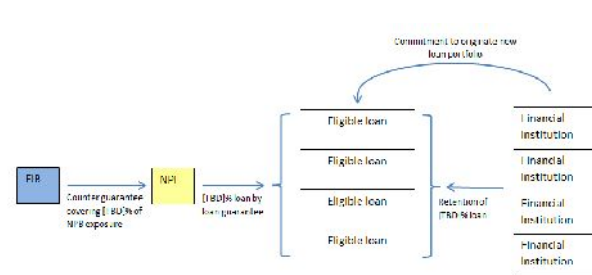 Commitment to originate new
loan portfolio
Eligible loan
Financial
Institution
EIB
NPI
Eligible loan
Financial
Institution
Counter guarantee
covering [TBD]% of
NPB exposure
[TBD]% loan by
loan guarantee
Eligible loan
Retention of
[TBD]% loan
Financial
Institution
Eligible loan
Financial
Institution